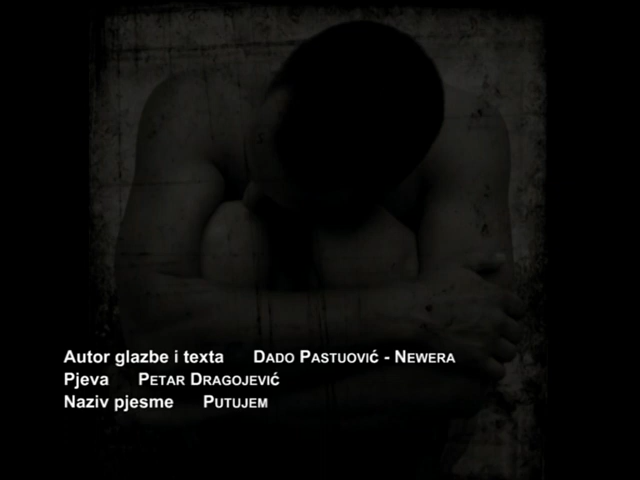 Autor glazbe i texta Dado Pastuović - Newera
Pjeva Petar Dragojević
Naziv pjesme Putujem